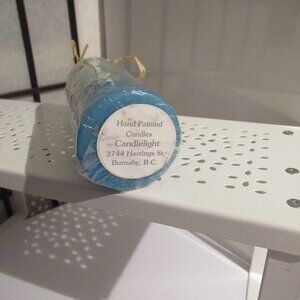 Hand Painted
Candles
Candlelight
3744 Hastings St.
Burnaby, B.C.